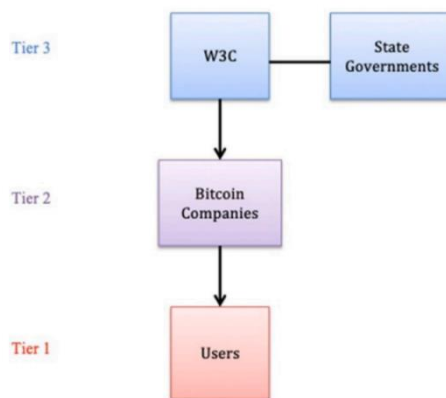 Tier 3
W3C
State
Governments
Tier 2
Bitcoin
Companies
Tier 1
Users